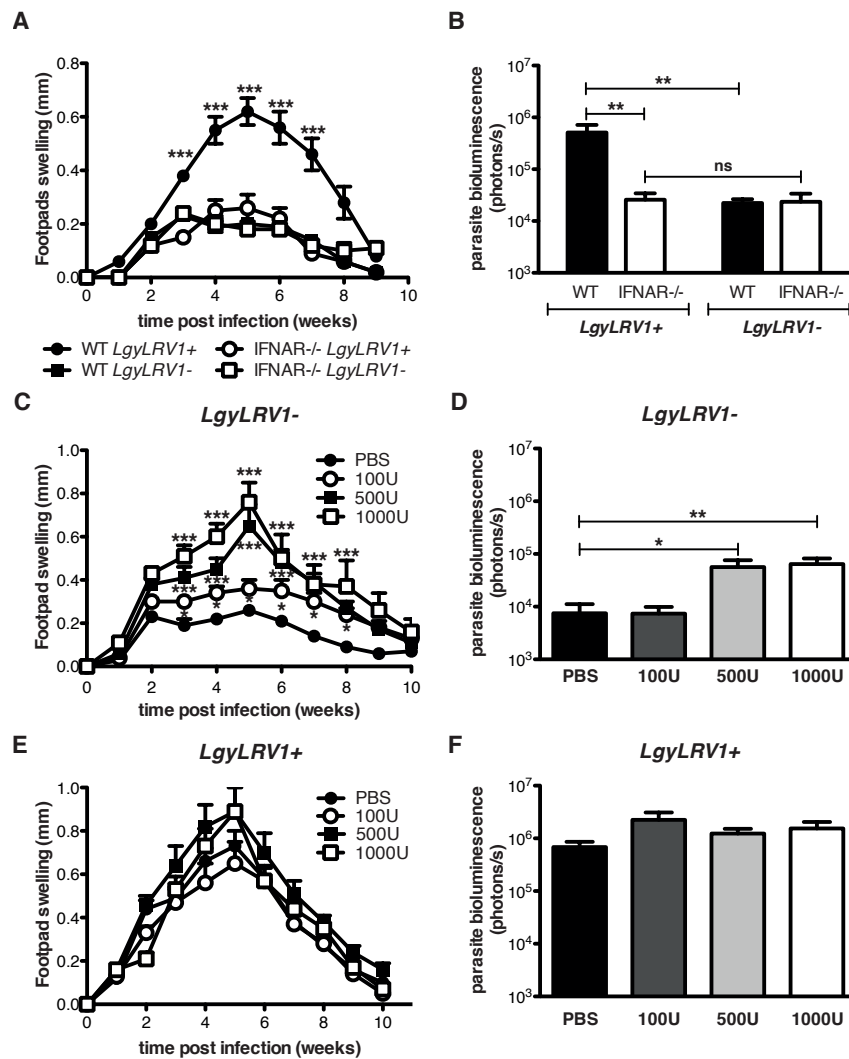 A
Footpads swelling (mm)
0.8
0.6
0.4
0.2
0.0
*** *** *** *** ***
0 2 4 6 8 10
time post infection (weeks)
WT LgyLRV1+ IFNAR-/- LgyLRV1+
WT LgyLRV1- IFNAR-/- LgyLRV1-
B
parasite bioluminescence
(photons/s)
10⁷
10⁶
10⁵
10⁴
10³
**
**
ns
WT IFNAR-/- WT IFNAR-/-
LgyLRV1+ LgyLRV1-
C
LgyLRV1-
Footpad swelling (mm)
1.0
0.8
0.6
0.4
0.2
0.0
PBS
100U
500U
1000U
*** *** *** *** *** ***
*** *** *** *** ***
* * * * * *
0 2 4 6 8 10
time post infection (weeks)
D
LgyLRV1-
parasite bioluminescence
(photons/s)
10⁷
10⁶
10⁵
10⁴
10³
**
*
PBS 100U 500U 1000U
E
LgyLRV1+
Footpad swelling (mm)
1.0
0.8
0.6
0.4
0.2
0.0
PBS
100U
500U
1000U
0 2 4 6 8 10
time post infection (weeks)
F
LgyLRV1+
parasite bioluminescence
(photons/s)
10⁷
10⁶
10⁵
10⁴
10³
PBS 100U 500U 1000U